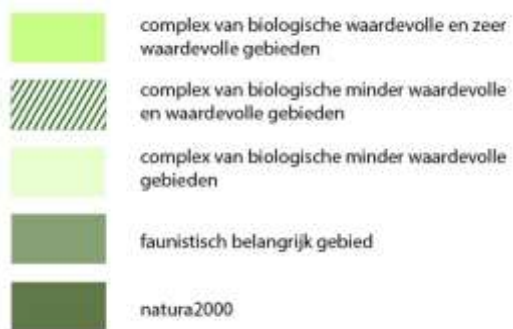 complex van biologische waardevolle en zeer
waardevolle gebieden
complex van biologische minder waardevolle
en waardevolle gebieden
complex van biologische minder waardevolle
gebieden
faunistisch belangrijk gebied
natura2000